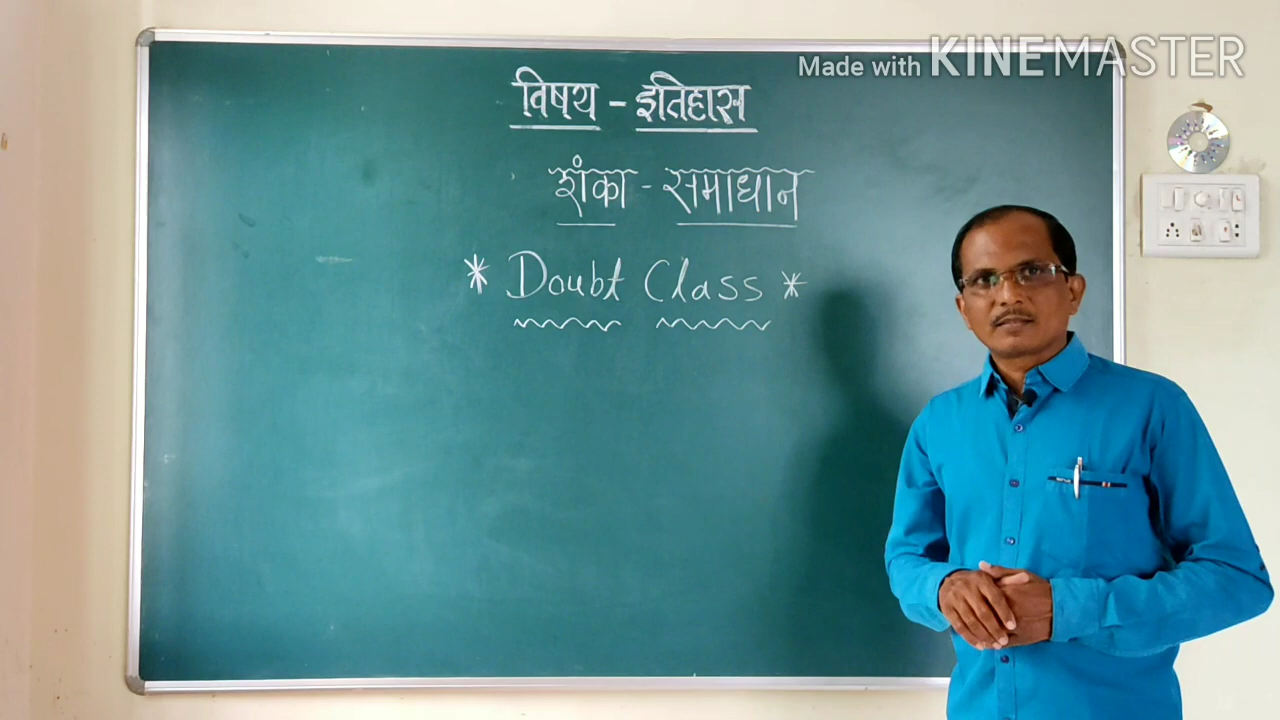 Made with KINEMASTER
विषय - इतिहास
शंका - समाधान
* Doubt Class *